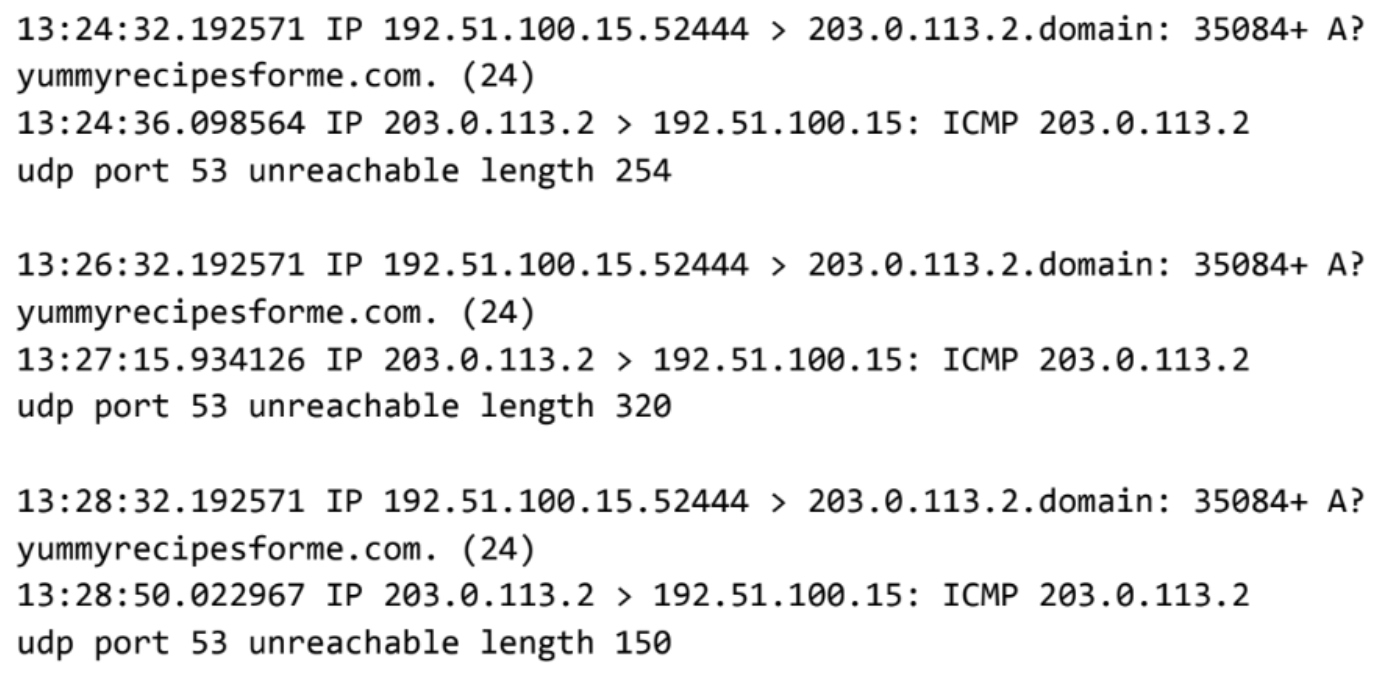 13:24:32.192571 IP 192.51.100.15.52444 > 203.0.113.2.domain: 35084+ A?
yummyrecipesforme.com. (24)
13:24:36.098564 IP 203.0.113.2 > 192.51.100.15: ICMP 203.0.113.2
udp port 53 unreachable length 254
13:26:32.192571 IP 192.51.100.15.52444 > 203.0.113.2.domain: 35084+ A?
yummyrecipesforme.com. (24)
13:27:15.934126 IP 203.0.113.2 > 192.51.100.15: ICMP 203.0.113.2
udp port 53 unreachable length 320
13:28:32.192571 IP 192.51.100.15.52444 > 203.0.113.2.domain: 35084+ A?
yummyrecipesforme.com. (24)
13:28:50.022967 IP 203.0.113.2 > 192.51.100.15: ICMP 203.0.113.2
udp port 53 unreachable length 150